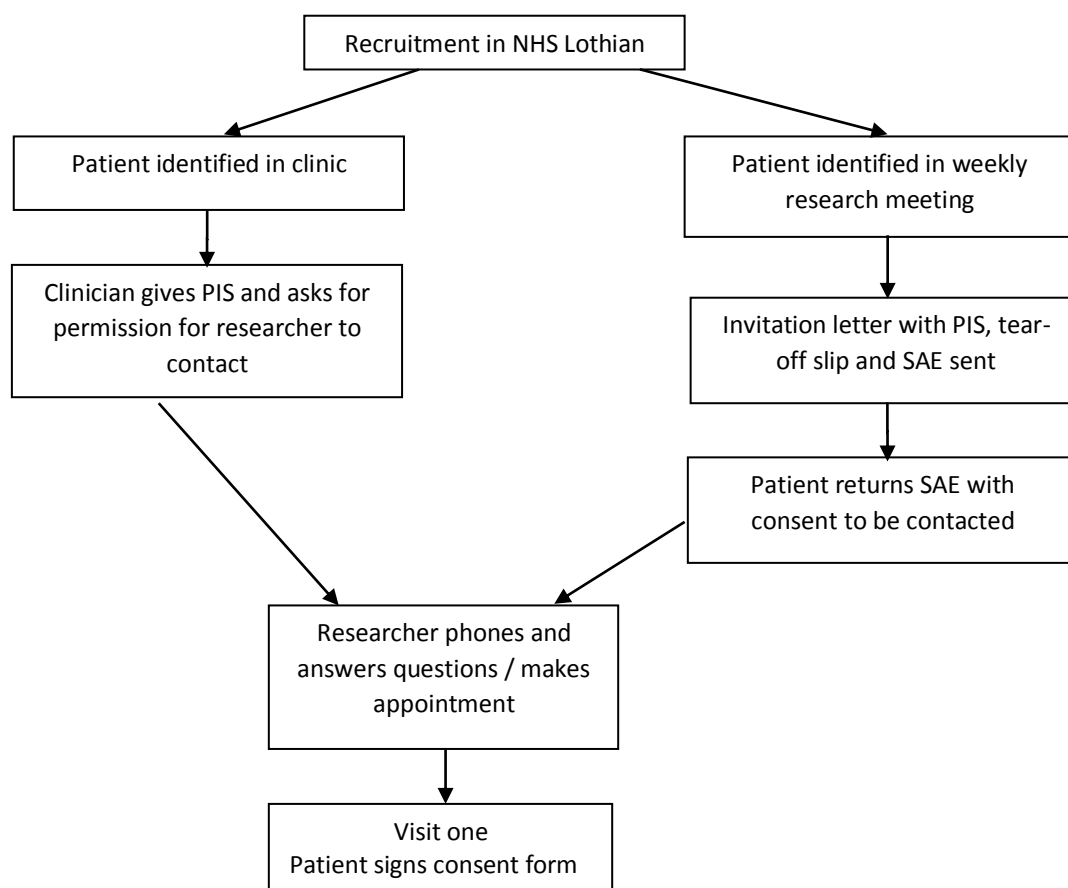 Recruitment in NHS Lothian
Patient identified in clinic
Patient identified in weekly
research meeting
Clinician gives PIS and asks for
permission for researcher to
contact
Invitation letter with PIS, tear-
off slip and SAE sent
Patient returns SAE with
consent to be contacted
Researcher phones and
answers questions / makes
appointment
Visit one
Patient signs consent form